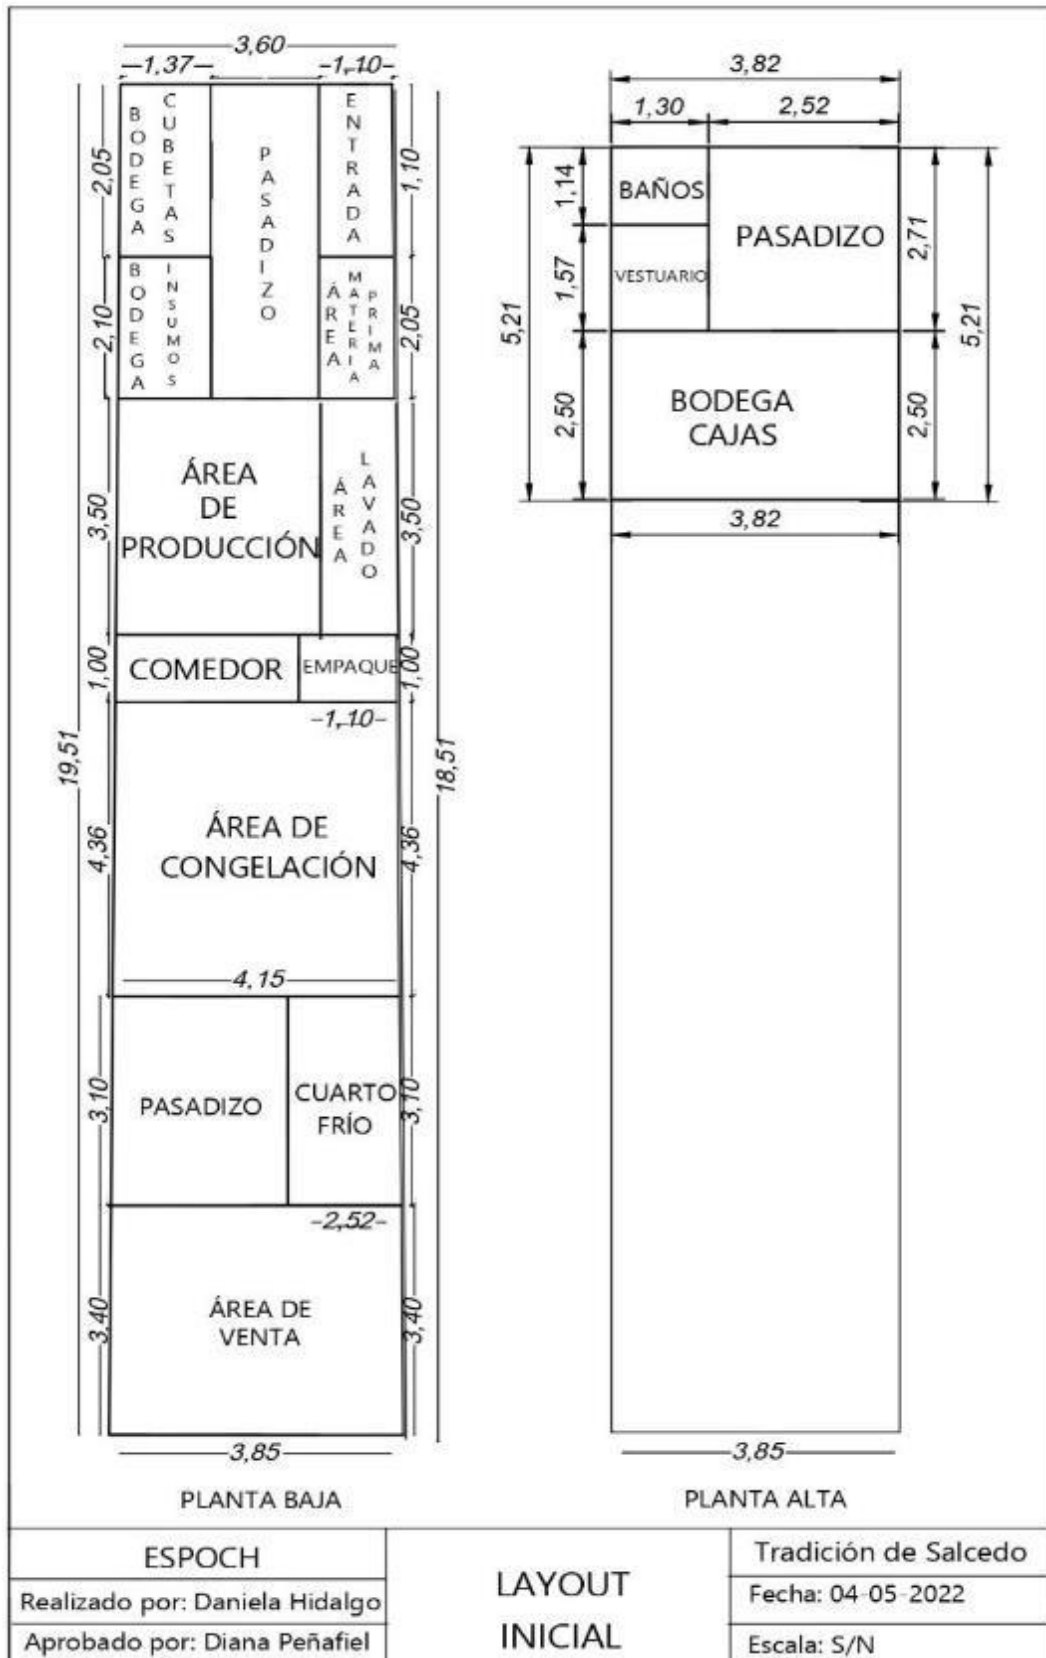 3,60
1,37
1,10
BODEGA
CUBETAS
PASADIZO
ENTRADA
2,05
1,10
BODEGA
INSUMOS
ÁREA
MATERIA
PRIMA
2,10
2,05
ÁREA
DE
PRODUCCIÓN
ÁREA
LAVADO
3,50
3,50
COMEDOR
EMPAQUE
1,00
1,00
1,10
19,51
18,51
ÁREA DE
CONGELACIÓN
4,36
4,36
4,15
PASADIZO
CUARTO
FRÍO
3,10
3,10
2,52
ÁREA DE
VENTA
3,40
3,40
3,85
PLANTA BAJA
3,82
1,30
2,52
BAÑOS
1,14
VESTUARIO
1,57
PASADIZO
2,71
5,21
5,21
BODEGA
CAJAS
2,50
2,50
3,82
3,85
PLANTA ALTA
ESPOCH
Realizado por: Daniela Hidalgo
Aprobado por: Diana Peñafiel
LAYOUT
INICIAL
Tradición de Salcedo
Fecha: 04-05-2022
Escala: S/N